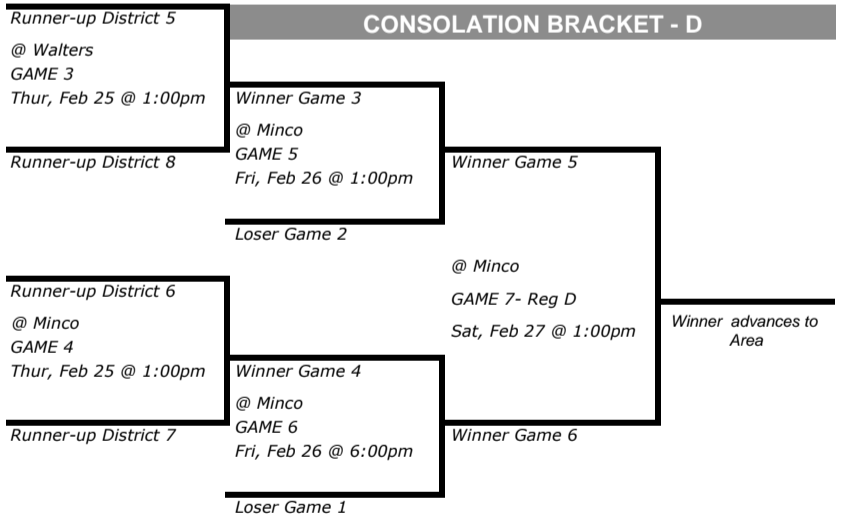 CONSOLATION BRACKET - D
Runner-up District 5
@ Walters
GAME 3
Thur, Feb 25 @ 1:00pm
Runner-up District 8
Winner Game 3
@ Minco
GAME 5
Fri, Feb 26 @ 1:00pm
Loser Game 2
Runner-up District 6
@ Minco
GAME 4
Thur, Feb 25 @ 1:00pm
Runner-up District 7
Winner Game 4
@ Minco
GAME 6
Fri, Feb 26 @ 6:00pm
Loser Game 1
Winner Game 5
@ Minco
GAME 7- Reg D
Sat, Feb 27 @ 1:00pm
Winner Game 6
Winner advances to
Area